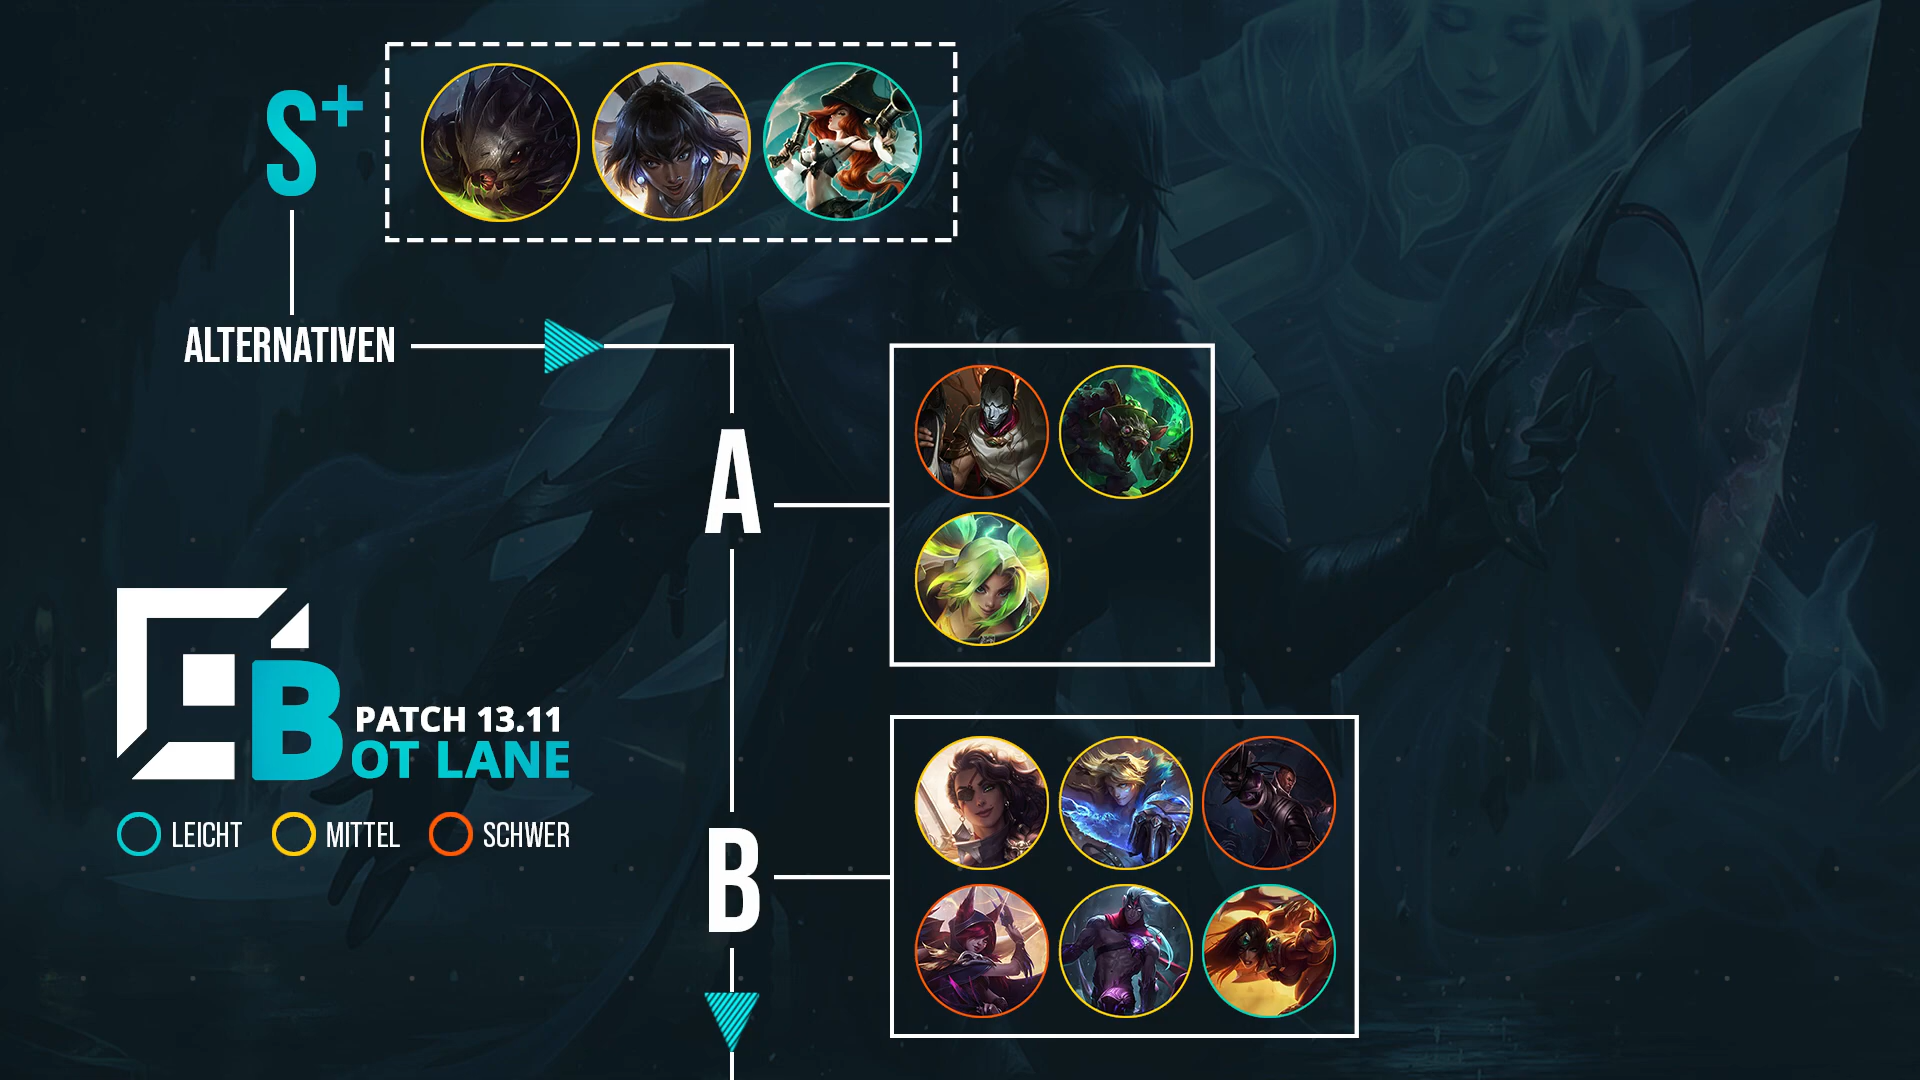 S+
ALTERNATIVEN
A
PATCH 13.11
BOT LANE
LEICHT
MITTEL
SCHWER
B